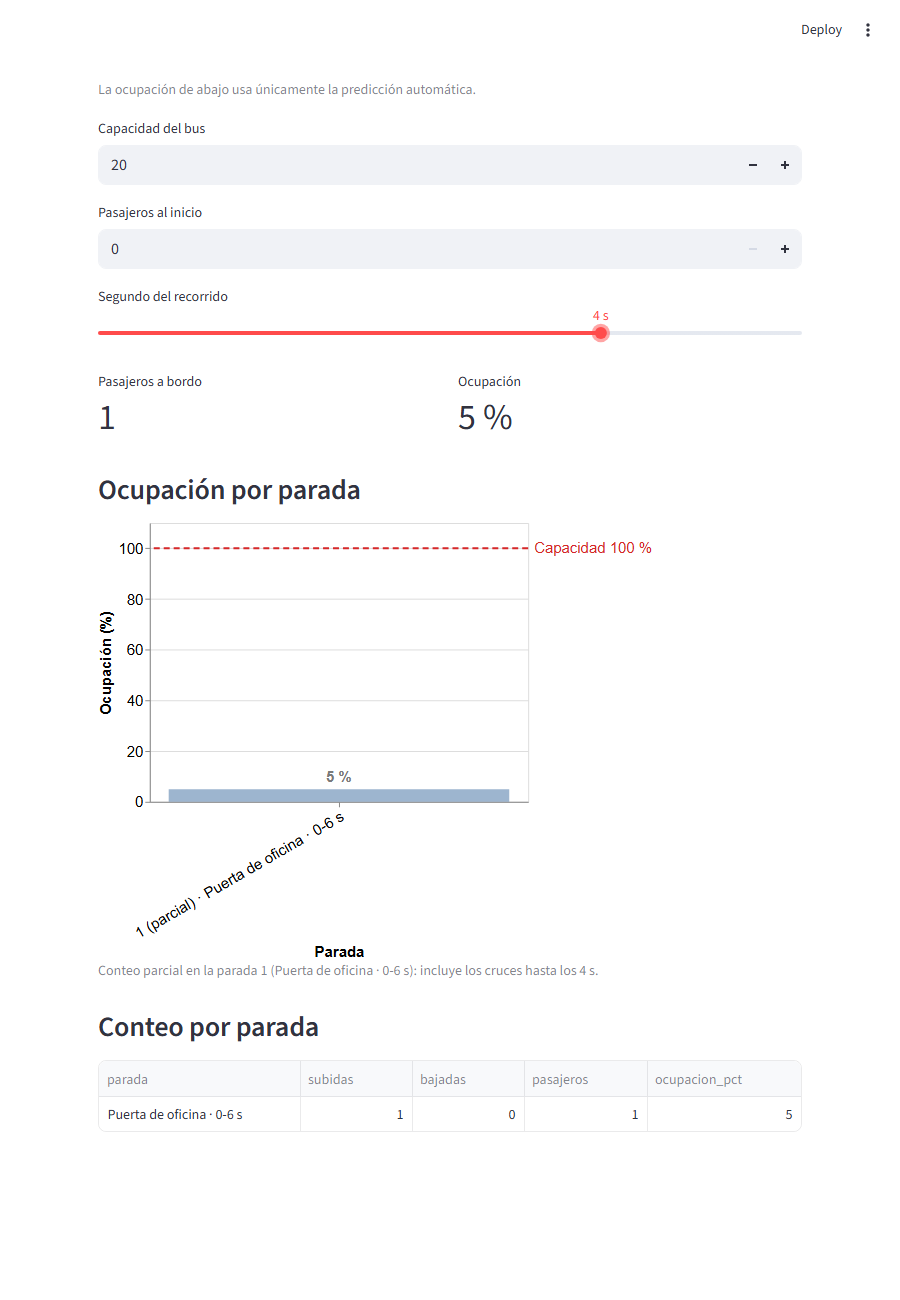 Deploy
La ocupación de abajo usa únicamente la predicción automática.
Capacidad del bus
20
Pasajeros al inicio
0
Segundo del recorrido
4 s
Pasajeros a bordo
Ocupación
1
5 %
Ocupación por parada
100
Capacidad 100 %
80
60
40
20
0
Ocupación (%)
5 %
1 (parcial) · Puerta de oficina · 0-6 s
Parada
Conteo parcial en la parada 1 (Puerta de oficina · 0-6 s): incluye los cruces hasta los 4 s.
Conteo por parada
parada subidas bajadas pasajeros ocupacion_pct
Puerta de oficina · 0-6 s 1 0 1 5